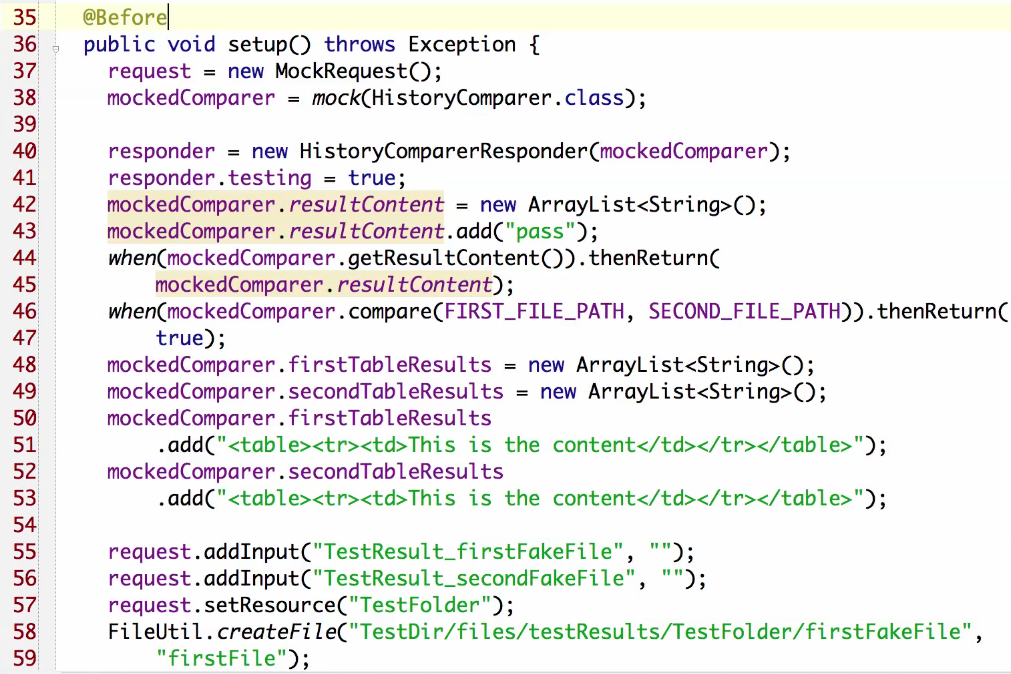 35 @Before
36 public void setup() throws Exception {
37 request = new MockRequest();
38 mockedComparer = mock(HistoryComparer.class);
39
40 responder = new HistoryComparerResponder(mockedComparer);
41 responder.testing = true;
42 mockedComparer.resultContent = new ArrayList<String>();
43 mockedComparer.resultContent.add("pass");
44 when(mockedComparer.getResultContent()).thenReturn(
45 mockedComparer.resultContent);
46 when(mockedComparer.compare(FIRST_FILE_PATH, SECOND_FILE_PATH)).thenReturn(
47 true);
48 mockedComparer.firstTableResults = new ArrayList<String>();
49 mockedComparer.secondTableResults = new ArrayList<String>();
50 mockedComparer.firstTableResults
51 .add("<table><tr><td>This is the content</td></tr></table>");
52 mockedComparer.secondTableResults
53 .add("<table><tr><td>This is the content</td></tr></table>");
54
55 request.addInput("TestResult_firstFakeFile", "");
56 request.addInput("TestResult_secondFakeFile", "");
57 request.setResource("TestFolder");
58 FileUtil.createFile("TestDir/files/testResults/TestFolder/firstFakeFile",
59 "firstFile");